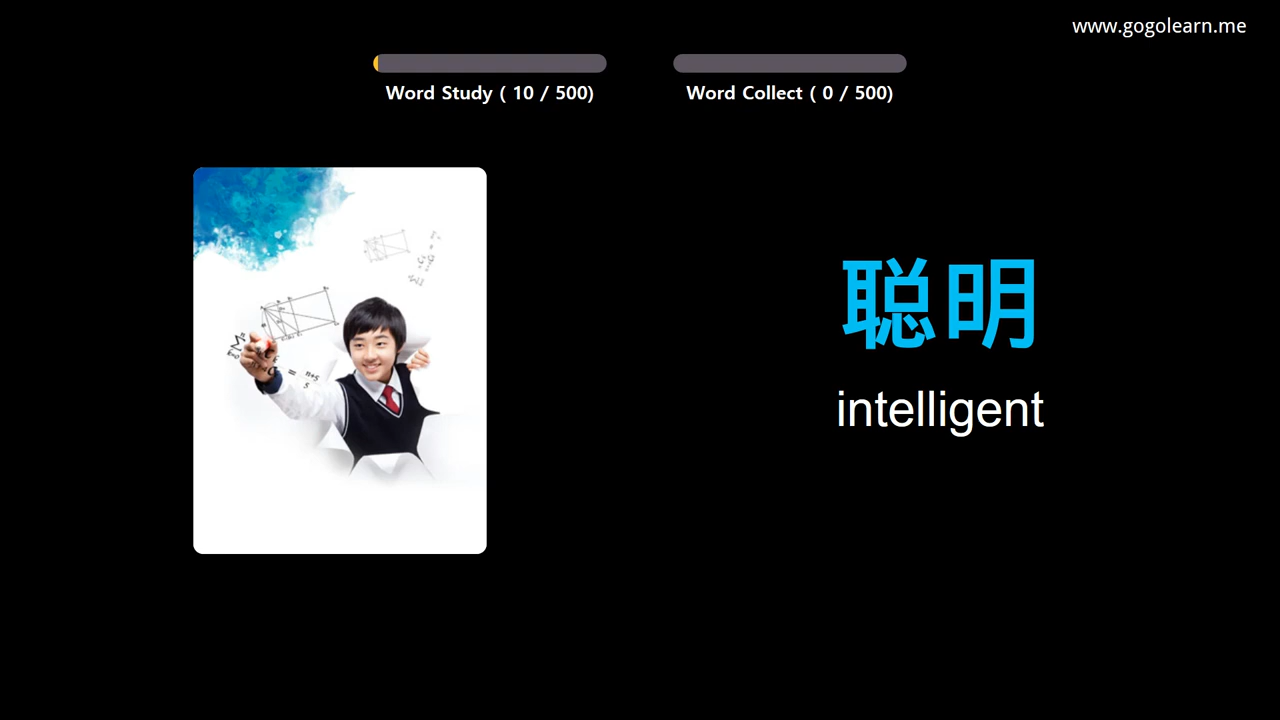 www.gogolearn.me
Word Study ( 10 / 500)
Word Collect ( 0 / 500)
聪明
intelligent